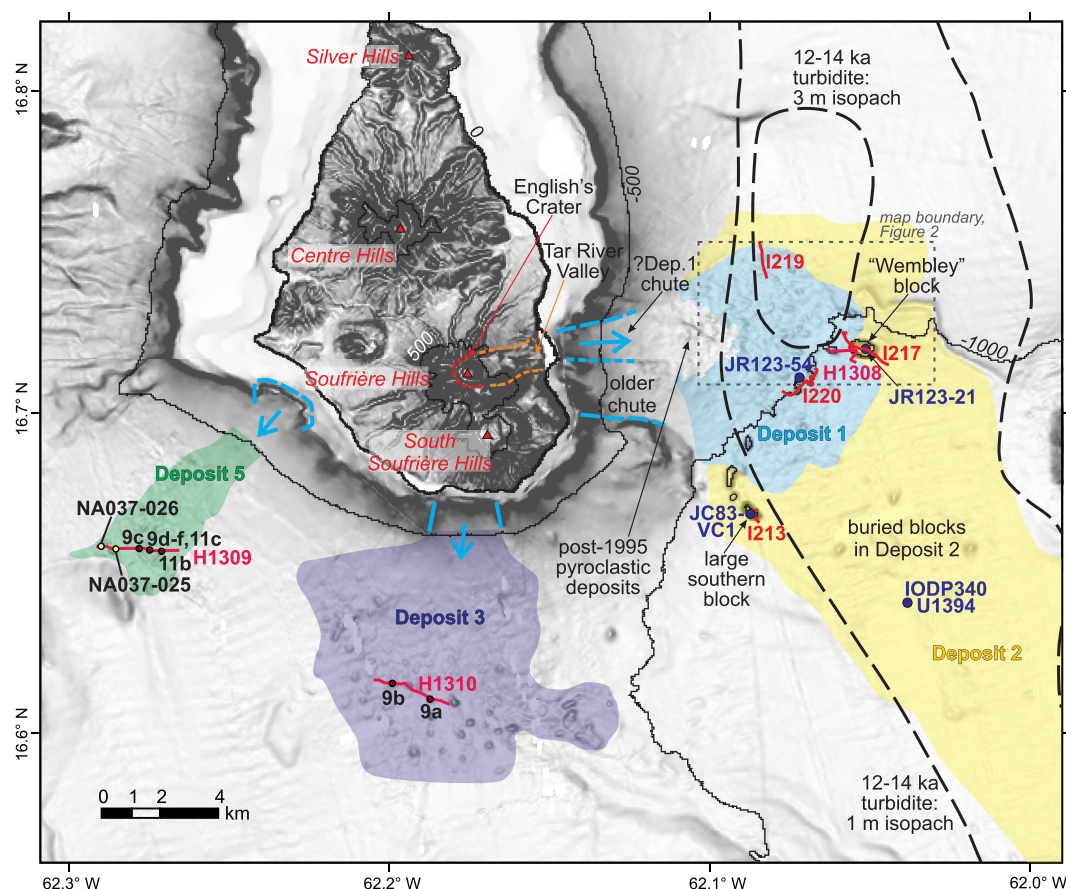 16.8° N
16.7° N
16.6° N
Silver Hills
0
-500
12-14 ka
turbidite:
3 m isopach
English's
Crater
Tar River
Valley
?Dep.1
chute
map boundary,
Figure 2
"Wembley"
block
I219
Centre Hills
500
-1000
I217
H1308
JR123-54
JR123-21
I220
Soufrière Hills
older
chute
Deposit 1
South
Soufrière Hills
Deposit 5
NA037-026
9c
9d-f,11c
11b
H1309
NA037-025
JC83-
VC1
I213
large
southern
block
post-1995
pyroclastic
deposits
buried blocks
in Deposit 2
IODP340
U1394
Deposit 3
Deposit 2
H1310
9b
9a
0 1 2 4
km
12-14 ka
turbidite:
1 m isopach
62.3° W
62.2° W
62.1° W
62.0° W